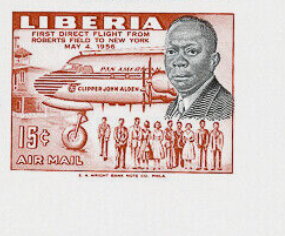 LIBERIA
FIRST DIRECT FLIGHT FROM
ROBERTS FIELD TO NEW YORK
MAY 4, 1956
PAN AMERICAN
CLIPPER JOHN ALDEN
15¢
AIR MAIL
E. A. WRIGHT BANK NOTE CO. PHILA.